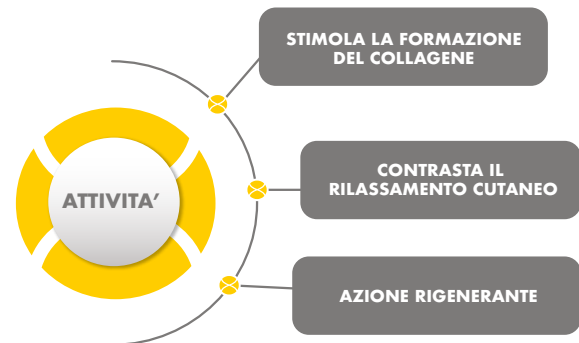 STIMOLA LA FORMAZIONE
DEL COLLAGENE
ATTIVITA’
CONTRASTA IL
RILASSAMENTO CUTANEO
AZIONE RIGENERANTE